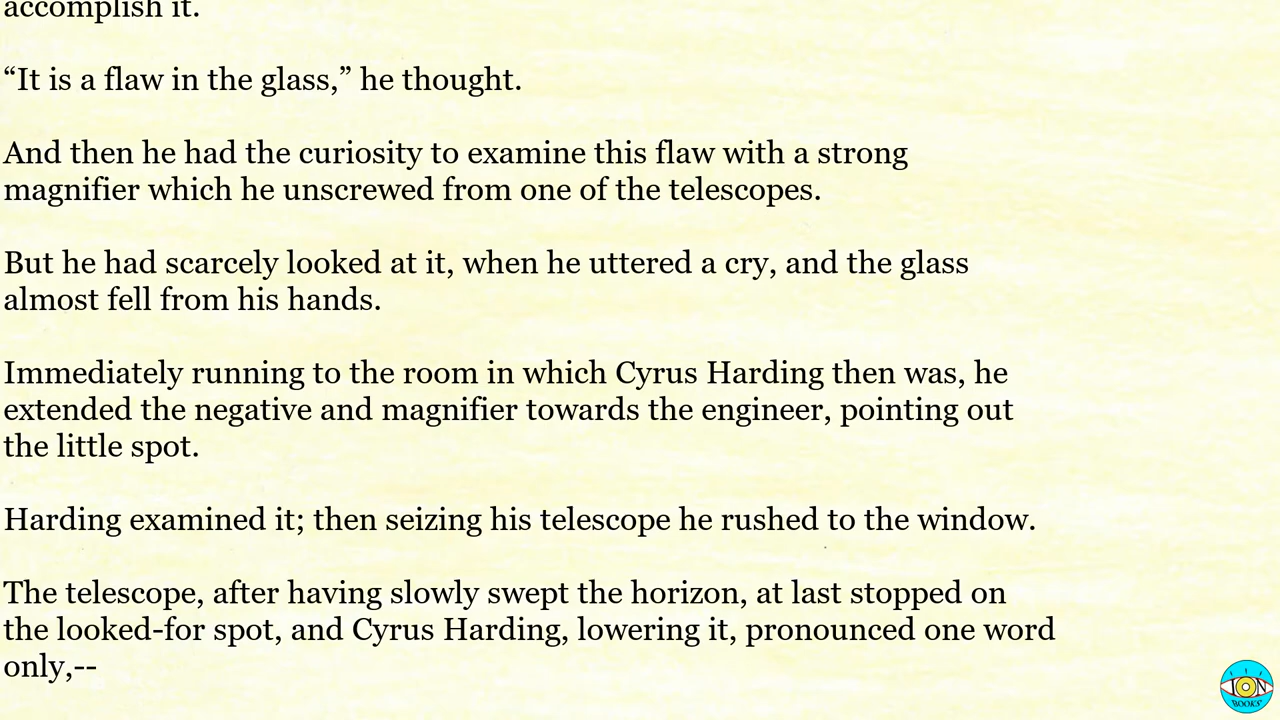 accomplish it.
“It is a flaw in the glass,” he thought.
And then he had the curiosity to examine this flaw with a strong
magnifier which he unscrewed from one of the telescopes.
But he had scarcely looked at it, when he uttered a cry, and the glass
almost fell from his hands.
Immediately running to the room in which Cyrus Harding then was, he
extended the negative and magnifier towards the engineer, pointing out
the little spot.
Harding examined it; then seizing his telescope he rushed to the window.
The telescope, after having slowly swept the horizon, at last stopped on
the looked-for spot, and Cyrus Harding, lowering it, pronounced one word
only,--
ION
BOOKS